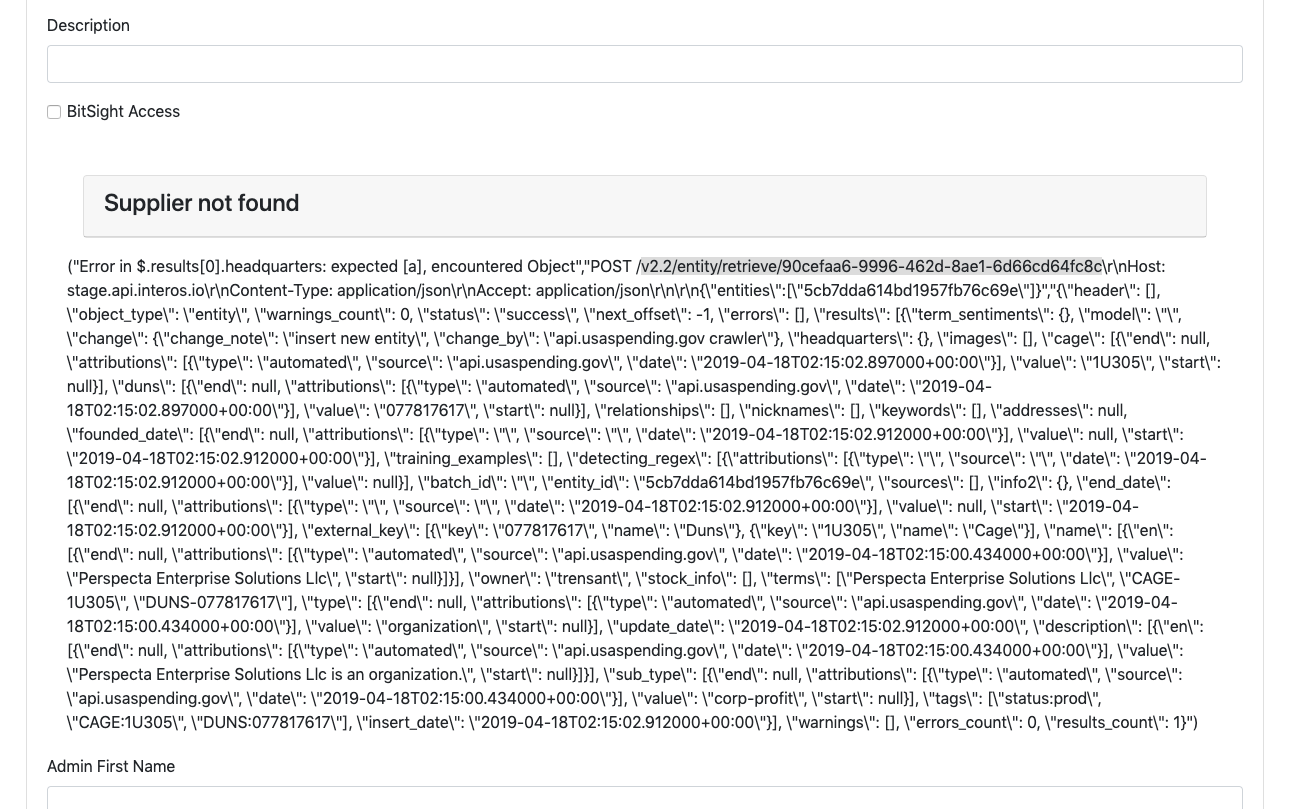 Description
BitSight Access
Supplier not found
("Error in $.results[0].headquarters: expected [a], encountered Object","POST /v2.2/entity/retrieve/90cefaa6-9996-462d-8ae1-6d66cd64fc8c\r\nHost:
stage.api.interos.io\r\nContent-Type: application/json\r\nAccept: application/json\r\n\r\n{\"entities\":[\"5cb7dda614bd1957fb76c69e\"]}","{\"header\": [],
\"object_type\": \"entity\", \"warnings_count\": 0, \"status\": \"success\", \"next_offset\": -1, \"errors\": [], \"results\": [{\"term_sentiments\": {}, \"model\": \"\",
\"change\": {\"change_note\": \"insert new entity\", \"change_by\": \"api.usaspending.gov crawler\"}, \"headquarters\": {}, \"images\": [], \"cage\": [{\"end\": null,
\"attributions\": [{\"type\": \"automated\", \"source\": \"api.usaspending.gov\", \"date\": \"2019-04-18T02:15:02.897000+00:00\"}], \"value\": \"1U305\", \"start\":
null}], \"duns\": [{\"end\": null, \"attributions\": [{\"type\": \"automated\", \"source\": \"api.usaspending.gov\", \"date\": \"2019-04-
18T02:15:02.897000+00:00\"}], \"value\": \"077817617\", \"start\": null}], \"relationships\": [], \"nicknames\": [], \"keywords\": [], \"addresses\": null,
\"founded_date\": [{\"end\": null, \"attributions\": [{\"type\": \"\", \"source\": \"\", \"date\": \"2019-04-18T02:15:02.912000+00:00\"}], \"value\": null, \"start\":
\"2019-04-18T02:15:02.912000+00:00\"}], \"training_examples\": [], \"detecting_regex\": [{\"attributions\": [{\"type\": \"\", \"source\": \"\", \"date\": \"2019-04-
18T02:15:02.912000+00:00\"}], \"value\": null}], \"batch_id\": \"\", \"entity_id\": \"5cb7dda614bd1957fb76c69e\", \"sources\": [], \"info2\": {}, \"end_date\":
[{\"end\": null, \"attributions\": [{\"type\": \"\", \"source\": \"\", \"date\": \"2019-04-18T02:15:02.912000+00:00\"}], \"value\": null, \"start\": \"2019-04-
18T02:15:02.912000+00:00\"}], \"external_key\": [{\"key\": \"077817617\", \"name\": \"Duns\"}, {\"key\": \"1U305\", \"name\": \"Cage\"}], \"name\": [{\"en\":
[{\"end\": null, \"attributions\": [{\"type\": \"automated\", \"source\": \"api.usaspending.gov\", \"date\": \"2019-04-18T02:15:00.434000+00:00\"}], \"value\":
\"Perspecta Enterprise Solutions Llc\", \"start\": null}]}], \"owner\": \"trensant\", \"stock_info\": [], \"terms\": [\"Perspecta Enterprise Solutions Llc\", \"CAGE-
1U305\", \"DUNS-077817617\"], \"type\": [{\"end\": null, \"attributions\": [{\"type\": \"automated\", \"source\": \"api.usaspending.gov\", \"date\": \"2019-04-
18T02:15:00.434000+00:00\"}], \"value\": \"organization\", \"start\": null}], \"update_date\": \"2019-04-18T02:15:02.912000+00:00\", \"description\": [{\"en\":
[{\"end\": null, \"attributions\": [{\"type\": \"automated\", \"source\": \"api.usaspending.gov\", \"date\": \"2019-04-18T02:15:00.434000+00:00\"}], \"value\":
\"Perspecta Enterprise Solutions Llc is an organization.\", \"start\": null}]}], \"sub_type\": [{\"end\": null, \"attributions\": [{\"type\": \"automated\", \"source\":
\"api.usaspending.gov\", \"date\": \"2019-04-18T02:15:00.434000+00:00\"}], \"value\": \"corp-profit\", \"start\": null}], \"tags\": [\"status:prod\",
\"CAGE:1U305\", \"DUNS:077817617\"], \"insert_date\": \"2019-04-18T02:15:02.912000+00:00\"}], \"warnings\": [], \"errors_count\": 0, \"results_count\": 1}")
Admin First Name